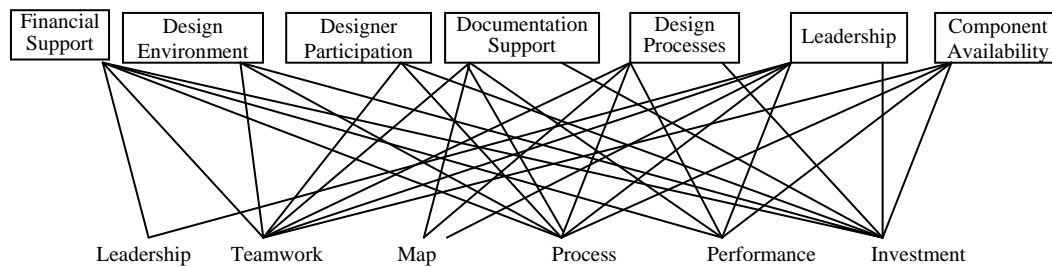 Financial
Support
Design
Environment
Designer
Participation
Documentation
Support
Design
Processes
Leadership
Component
Availability
Leadership
Teamwork
Map
Process
Performance
Investment